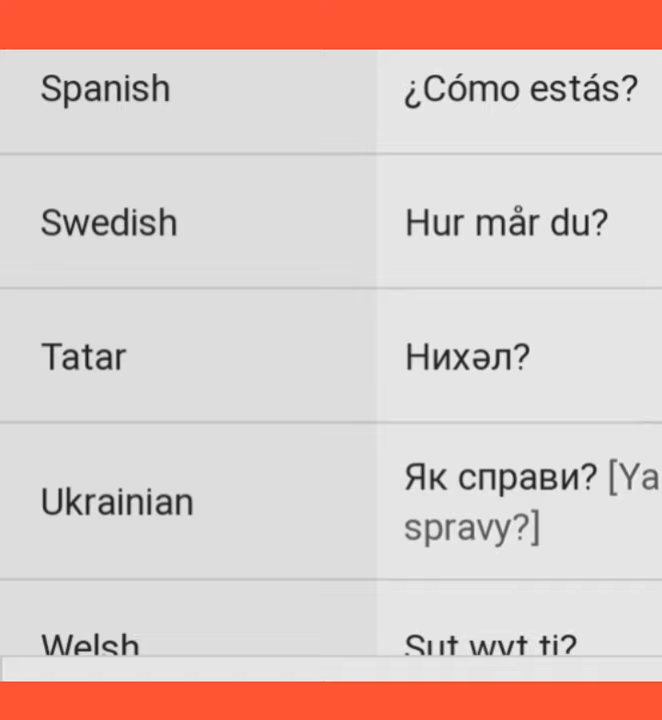 Spanish ¿Cómo estás?
Swedish Hur mår du?
Tatar Нихәл?
Ukrainian Як справи? [Ya
spravy?]
Welsh Sut wyt ti?